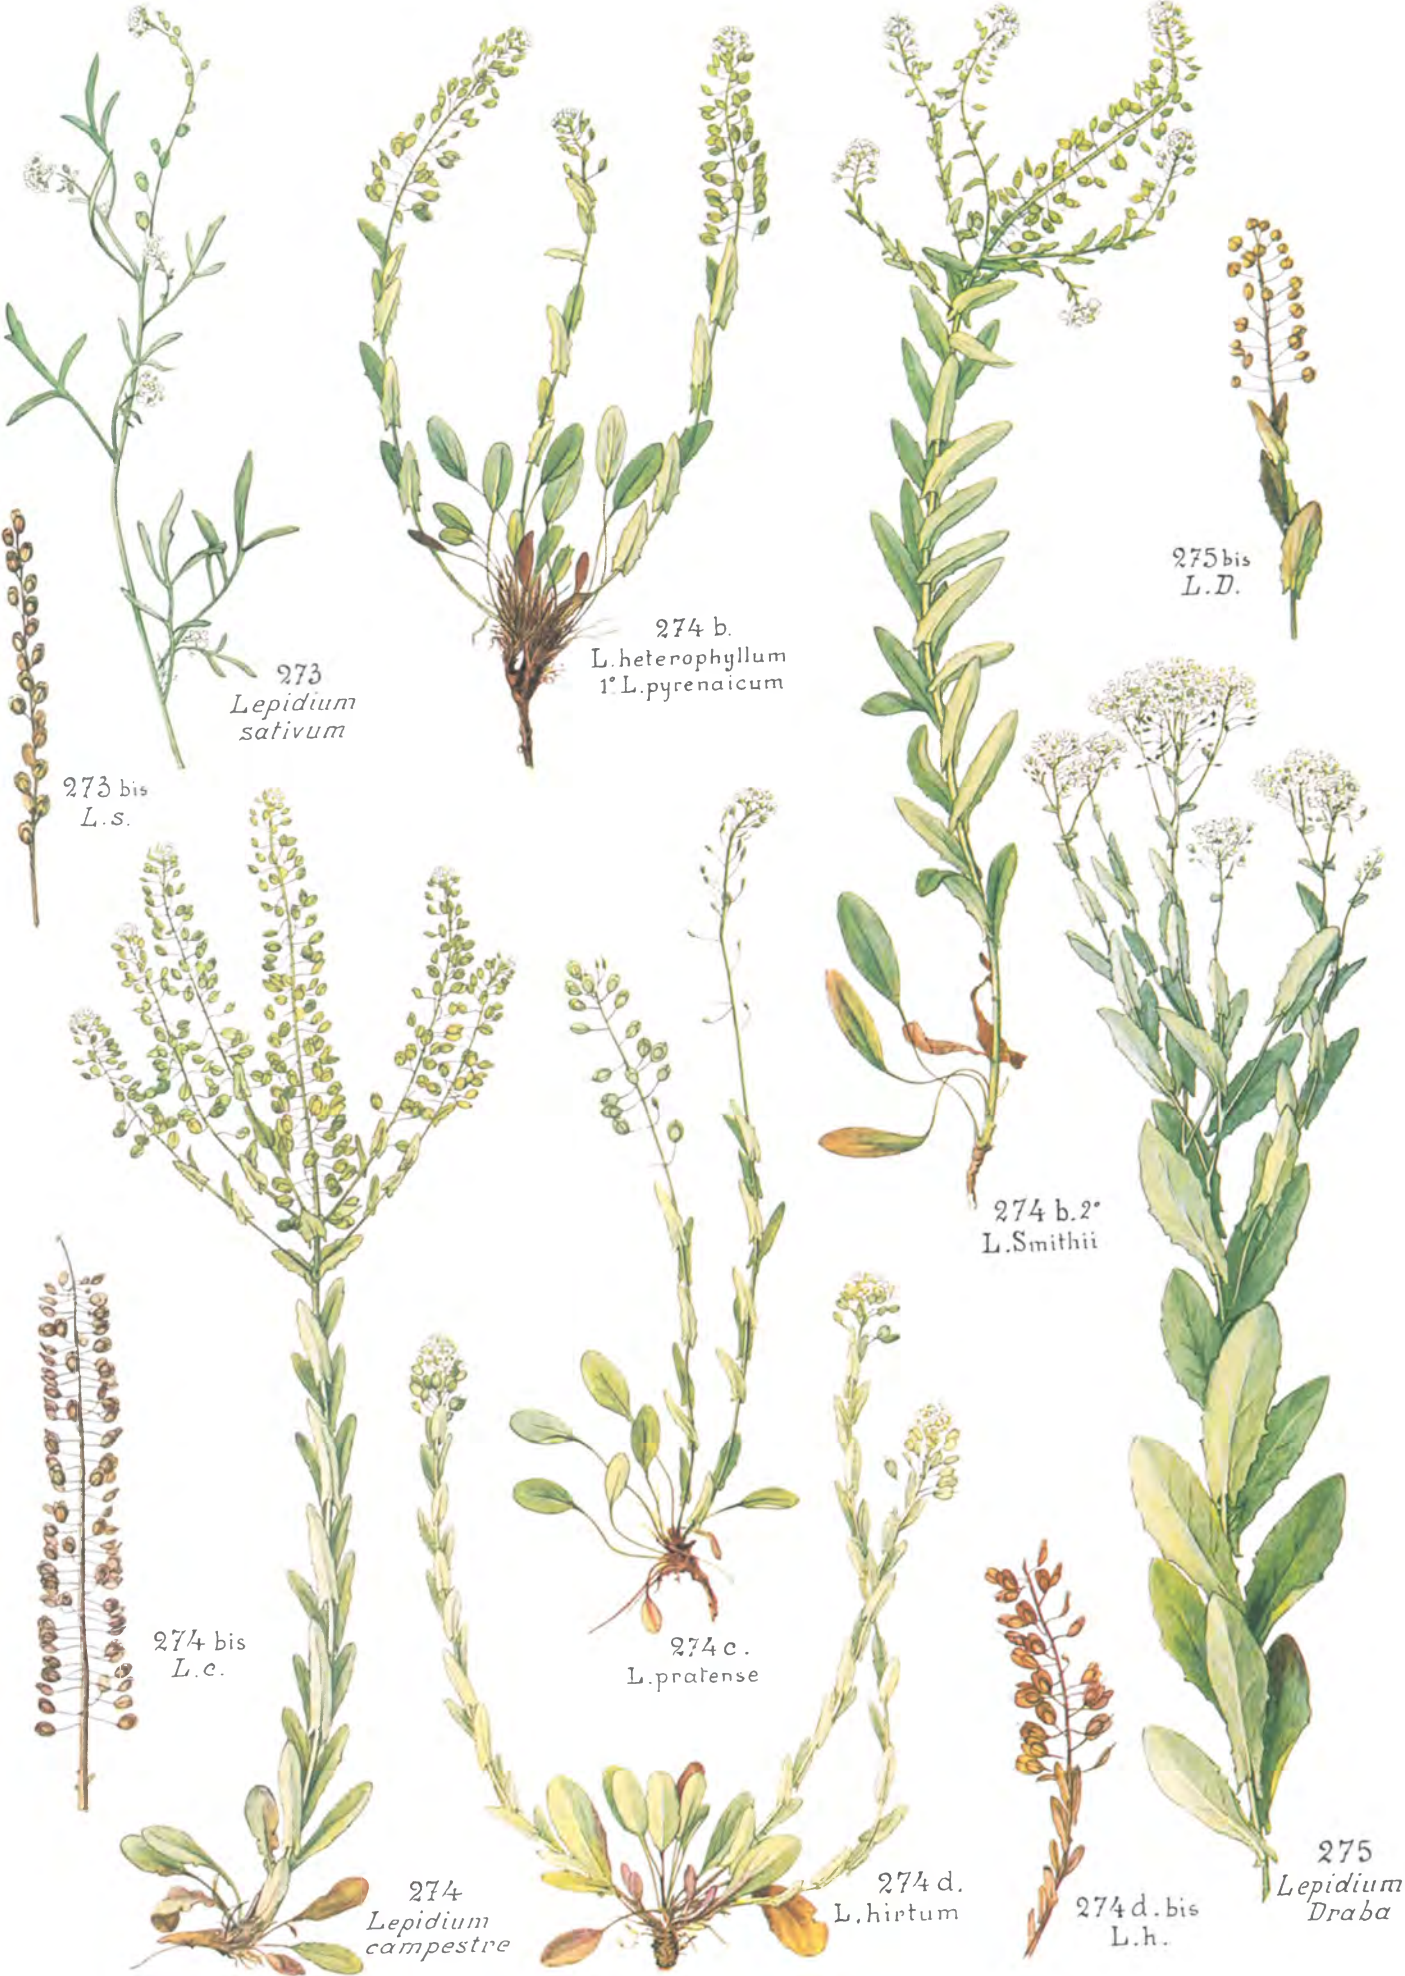 275 bis
L.D.
274 b.
L.heterophyllum
1° L.pyrenaicum
273
Lepidium
sativum
273 bis
L.s.
274 b.2°
L.Smithii
274 bis
L.c.
274 c.
L.pratense
275
Lepidium
Draba
274
Lepidium
campestre
274 d.
L.hirtum
274 d. bis
L.h.